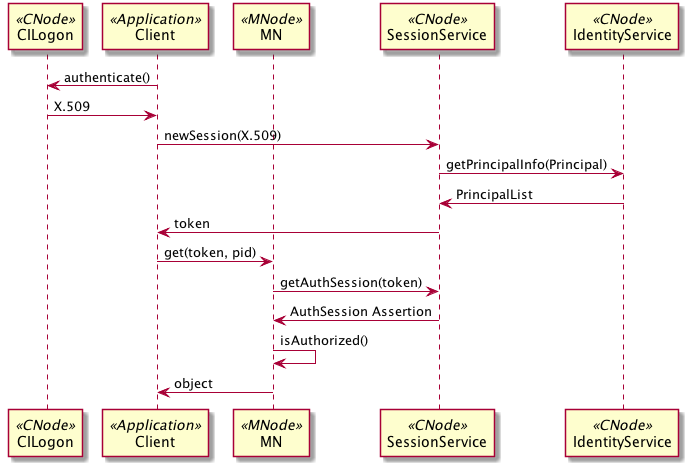 «CNode»
CILogon
«Application»
Client
«MNode»
MN
«CNode»
SessionService
«CNode»
IdentityService
authenticate()
X.509
newSession(X.509)
getPrincipalInfo(Principal)
PrincipalList
token
get(token, pid)
getAuthSession(token)
AuthSession Assertion
isAuthorized()
object
«CNode»
CILogon
«Application»
Client
«MNode»
MN
«CNode»
SessionService
«CNode»
IdentityService